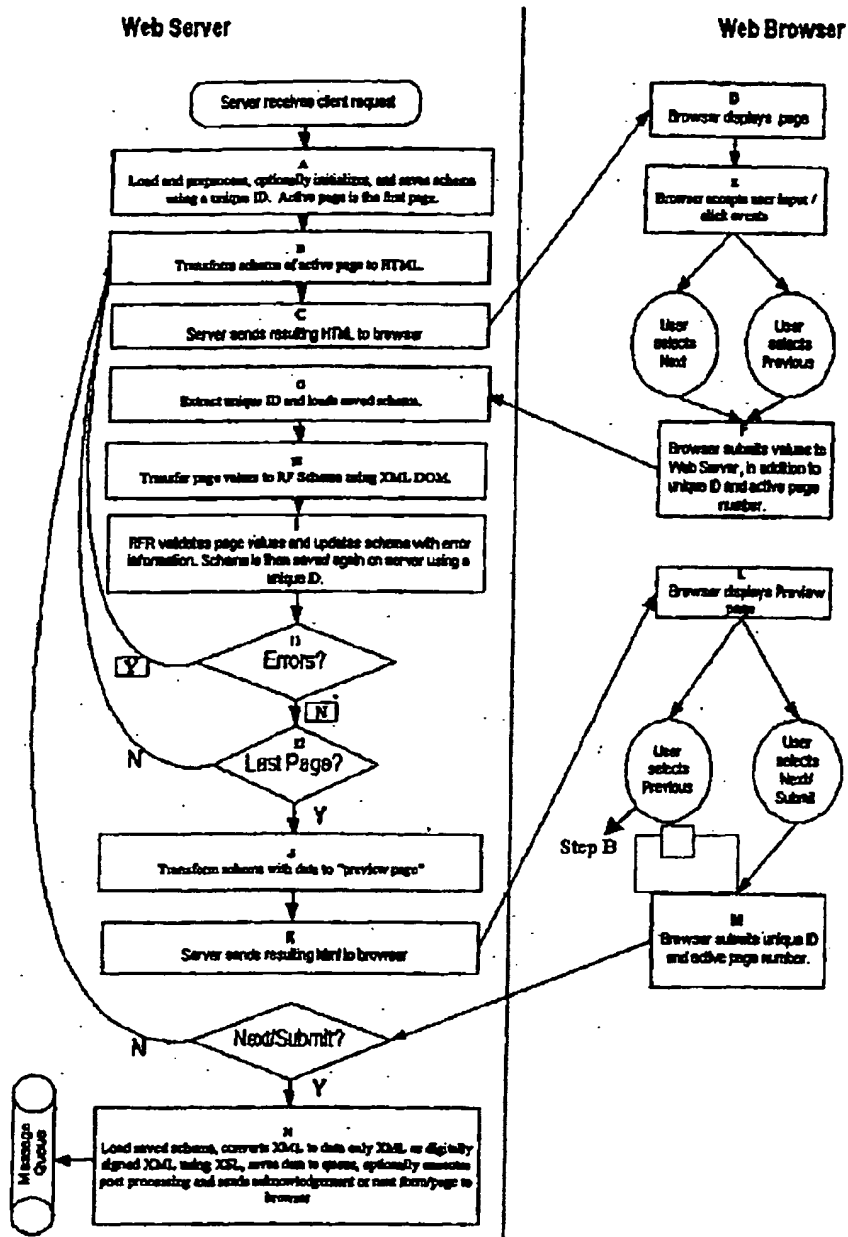 Web Server
Web Browser
Server receives client request
A
Load and preprocess, optionally initializes, and saves schema
using a unique ID. Active page is the first page.
B
Transform schema of active page to HTML.
C
Server sends resulting HTML to browser
G
Extract unique ID and loads saved schema.
H
Transfer page values to RF Schema using XML DOM.
I
RFR validates page values and updates schema with error
information. Schema is then saved again on server using a
unique ID.
I1
Errors?
Y
N
I2
Last Page?
N
Y
J
Transform schema with data to "preview page"
K
Server sends resulting html to browser
Next/Submit?
N
Y
N
Load saved schema, converts XML to data only XML or digitally
signed XML using XSL, saves data to queue, optionally executes
post processing and sends acknowledgement or next form/page to
browser
Message
Queue
D
Browser displays page
E
Browser accepts user input /
click events
User
selects
Next
User
selects
Previous
F
Browser submits values to
Web Server, in addition to
unique ID and active page
number.
L
Browser displays Preview
page
User
selects
Previous
User
selects
Next/
Submit
Step B
M
Browser submits unique ID
and active page number.